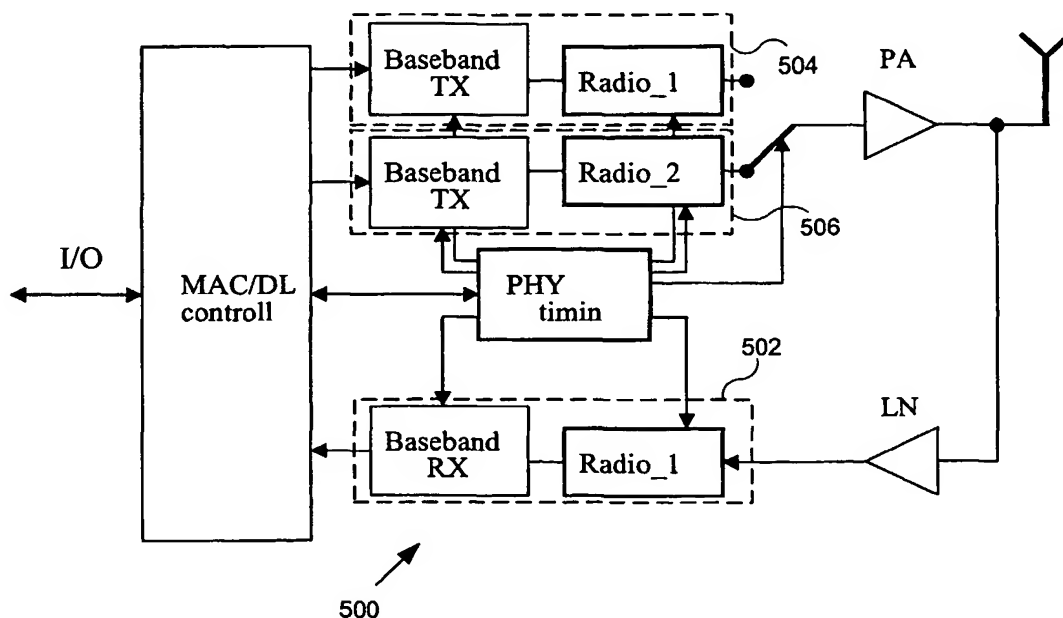 Baseband
TX
Radio_1
504
PA
Baseband
TX
Radio_2
506
I/O
MAC/DL
controll
PHY
timin
502
Baseband
RX
Radio_1
LN
500